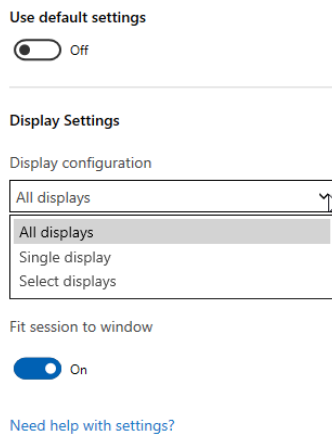 Use default settings
Off
Display Settings
Display configuration
All displays
All displays
Single display
Select displays
Fit session to window
On
Need help with settings?